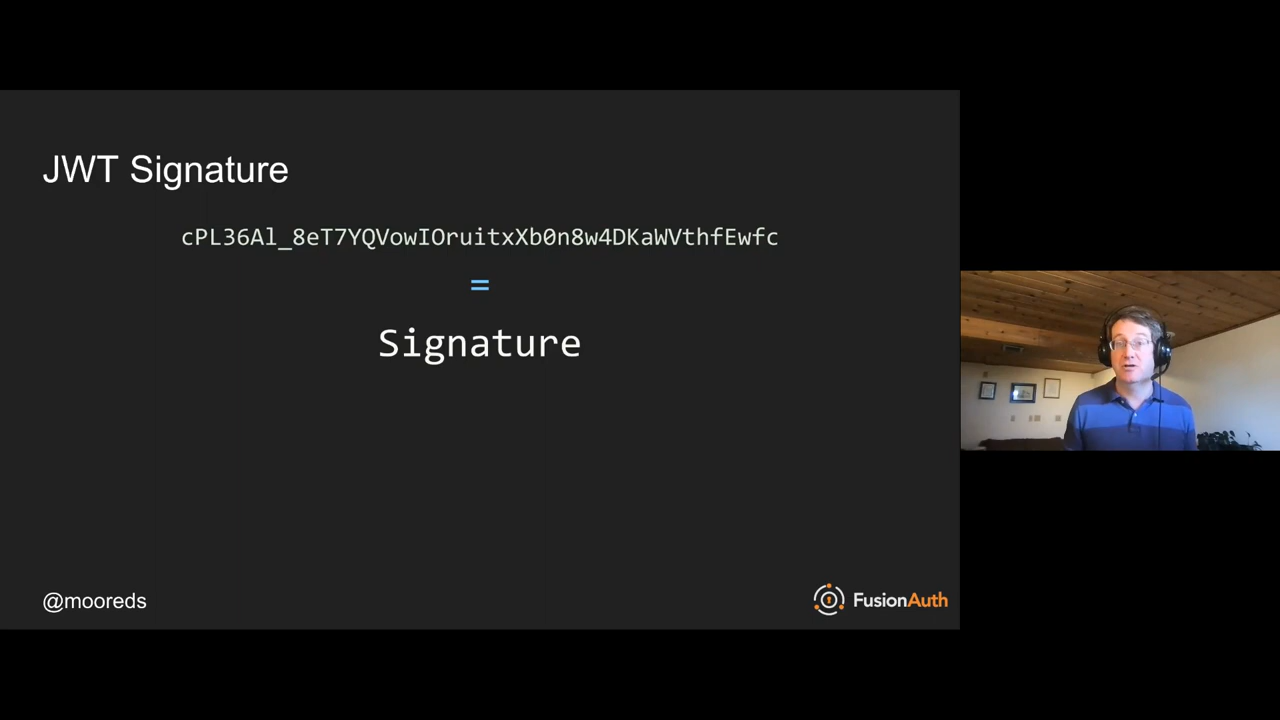 JWT Signature
cPL36Al_8eT7YQVowIOruitxXb0n8w4DKaWVthfEwfc
=
Signature
@mooreds
FusionAuth